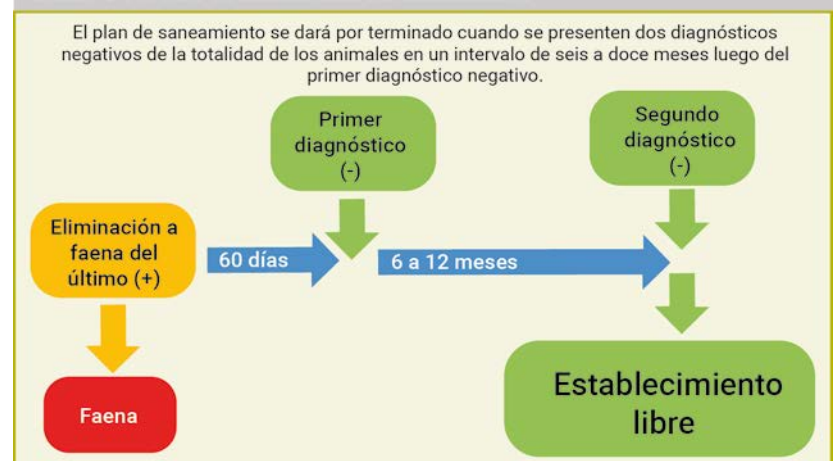 El plan de saneamiento se dará por terminado cuando se presenten dos diagnósticos
negativos de la totalidad de los animales en un intervalo de seis a doce meses luego del
primer diagnóstico negativo.
Primer
diagnóstico
(-)
Segundo
diagnóstico
(-)
Eliminación a
faena del
último (+)
60 días
6 a 12 meses
Faena
Establecimiento
libre